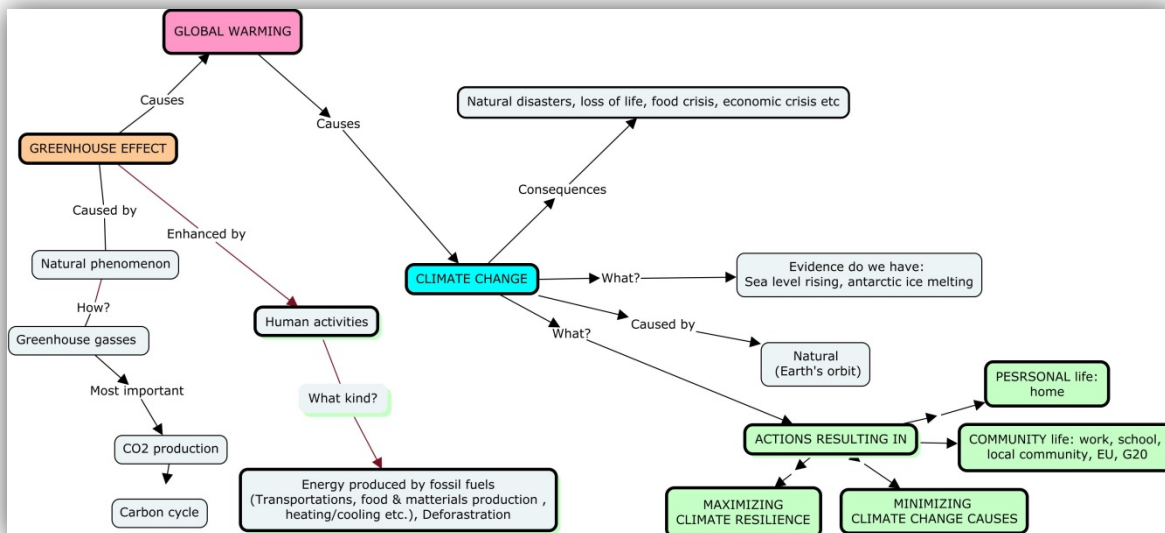 GLOBAL WARMING
Causes
Causes
Natural disasters, loss of life, food crisis, economic crisis etc
GREENHOUSE EFFECT
Consequences
Caused by
Enhanced by
Natural phenomenon
CLIMATE CHANGE
What?
Evidence do we have:
Sea level rising, antarctic ice melting
How?
Human activities
Caused by
What?
Greenhouse gasses
Natural
(Earth's orbit)
Most important
What kind?
PESRSONAL life:
home
CO2 production
ACTIONS RESULTING IN
COMMUNITY life: work, school,
local community, EU, G20
Carbon cycle
Energy produced by fossil fuels
(Transportations, food & matterials production ,
heating/cooling etc.), Deforastration
MAXIMIZING
CLIMATE RESILIENCE
MINIMIZING
CLIMATE CHANGE CAUSES